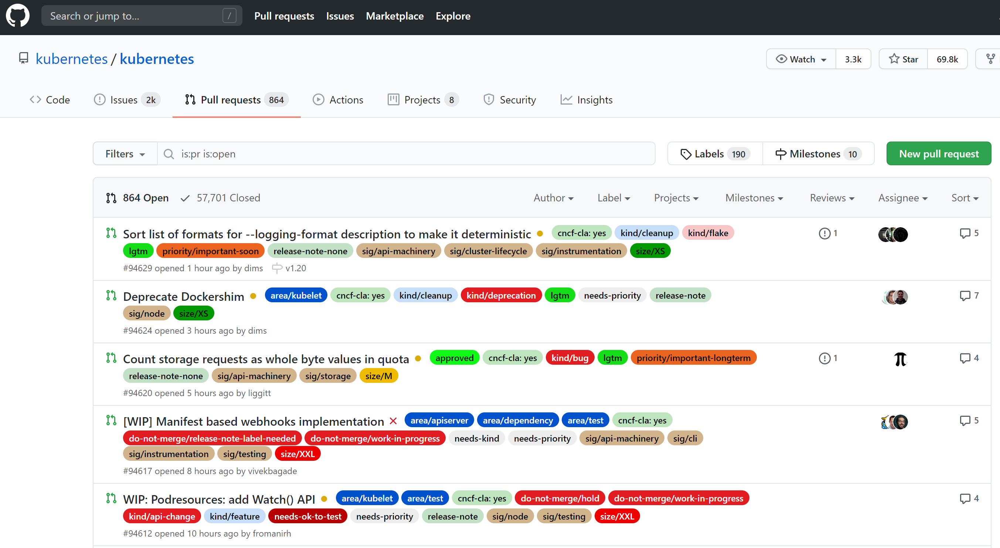 Search or jump to... / Pull requests Issues Marketplace Explore
kubernetes / kubernetes Watch 3.3k Star 69.8k
Code Issues 2k Pull requests 864 Actions Projects 8 Security Insights
Filters is:pr is:open Labels 190 Milestones 10 New pull request
864 Open 57,701 Closed Author Label Projects Milestones Reviews Assignee Sort
Sort list of formats for --logging-format description to make it deterministic cncf-cla: yes kind/cleanup kind/flake 1 5
lgtm priority/important-soon release-note-none sig/api-machinery sig/cluster-lifecycle sig/instrumentation size/XS
#94629 opened 1 hour ago by dims v1.20
Deprecate Dockershim area/kubelet cncf-cla: yes kind/cleanup kind/deprecation lgtm needs-priority release-note 7
sig/node size/XS
#94624 opened 3 hours ago by dims
Count storage requests as whole byte values in quota approved cncf-cla: yes kind/bug lgtm priority/important-longterm 1 4
release-note-none sig/api-machinery sig/storage size/M
#94620 opened 5 hours ago by liggitt
[WIP] Manifest based webhooks implementation area/apiserver area/dependency area/test cncf-cla: yes 5
do-not-merge/release-note-label-needed do-not-merge/work-in-progress needs-kind needs-priority sig/api-machinery sig/cli
sig/instrumentation sig/testing size/XXL
#94617 opened 8 hours ago by vivekbagade
WIP: Podresources: add Watch() API area/kubelet area/test cncf-cla: yes do-not-merge/hold do-not-merge/work-in-progress 4
kind/api-change kind/feature needs-ok-to-test needs-priority release-note sig/node sig/testing size/XXL
#94612 opened 10 hours ago by fromanirh